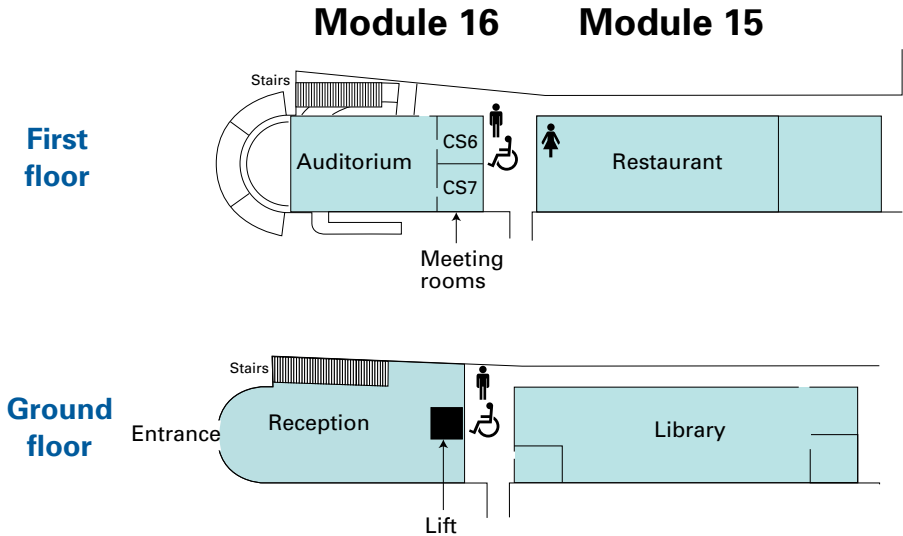 Module 16
Module 15
Stairs
First
floor
Auditorium
CS6
CS7
Restaurant
Meeting
rooms
Stairs
Ground
floor
Entrance
Reception
Library
Lift